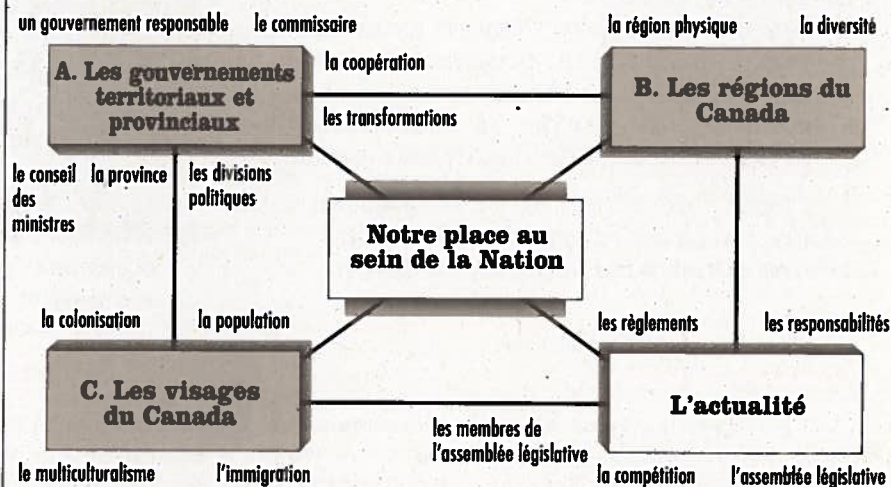 un gouvernement responsable
le commissaire
la région physique
la diversité
A. Les gouvernements
territoriaux et
provinciaux
la coopération
les transformations
B. Les régions du
Canada
le conseil
des
ministres
la province
les divisions
politiques
Notre place au
sein de la Nation
la colonisation
la population
les règlements
les responsabilités
C. Les visages
du Canada
L'actualité
les membres de
l'assemblée législative
le multiculturalisme
l'immigration
la compétition
l'assemblée législative